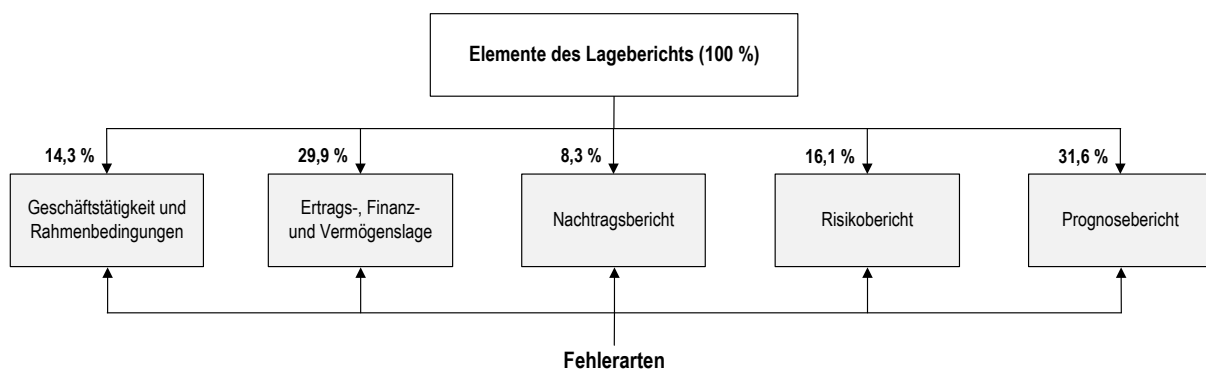 Elemente des Lageberichts (100 %)
14,3 %
29,9 %
8,3 %
16,1 %
31,6 %
Geschäftstätigkeit und
Rahmenbedingungen
Ertrags-, Finanz-
und Vermögenslage
Nachtragsbericht
Risikobericht
Prognosebericht
Fehlerarten